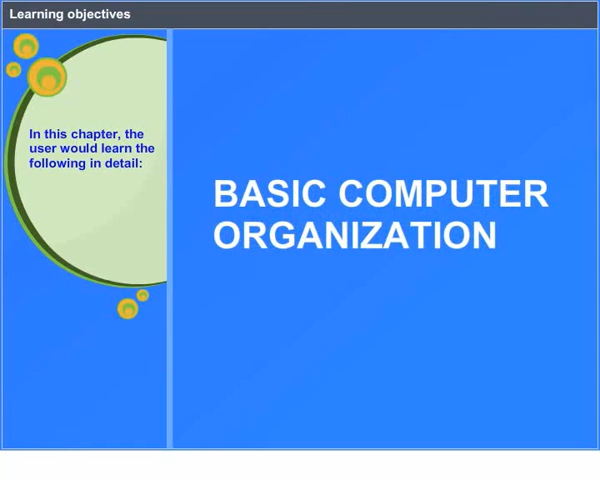 Learning objectives
In this chapter, the
user would learn the
following in detail:
BASIC COMPUTER
ORGANIZATION